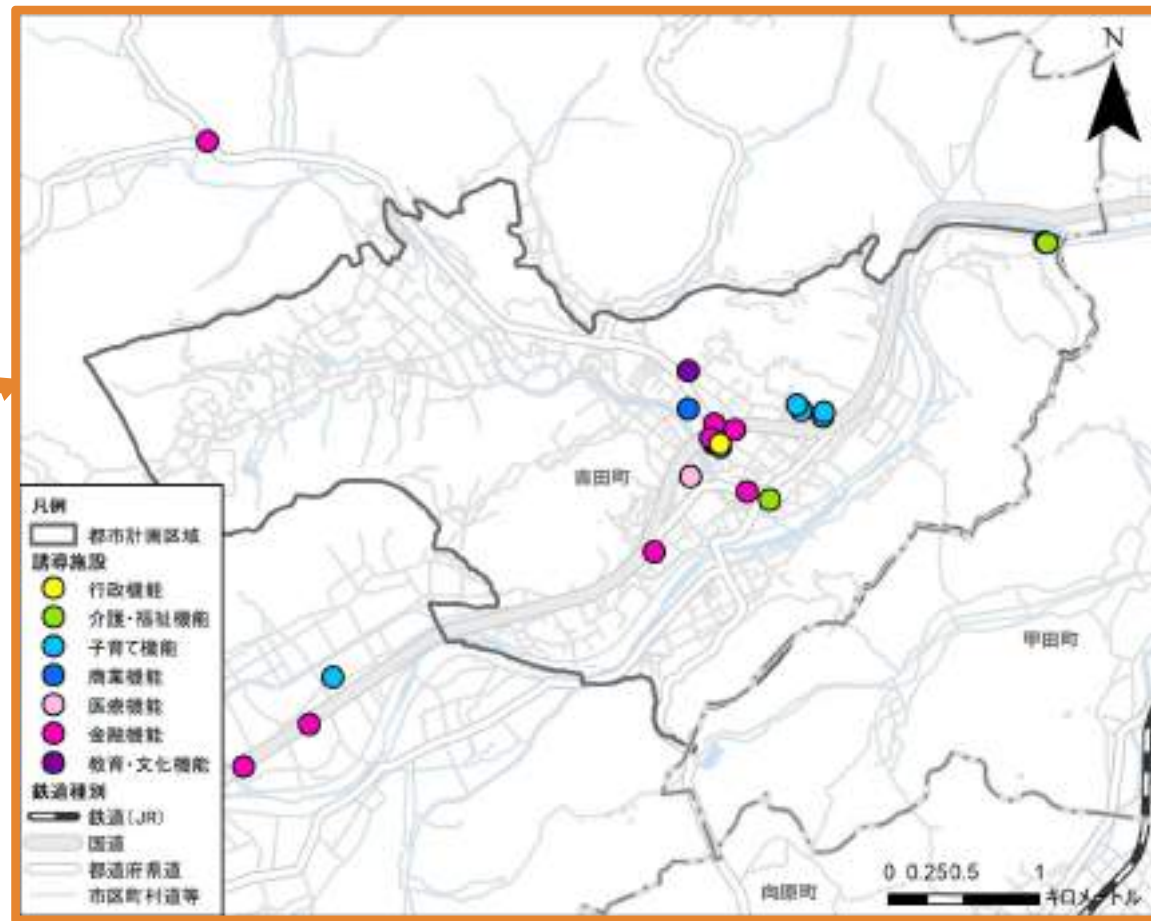 N
吉田町
甲田町
向原町
凡例
都市計画区域
誘導施設
行政機能
介護・福祉機能
子育て機能
商業機能
医療機能
金融機能
教育・文化機能
鉄道種別
鉄道(JR)
国道
都道府県道
市区町村道等
0 0.250.5 1
キロメートル